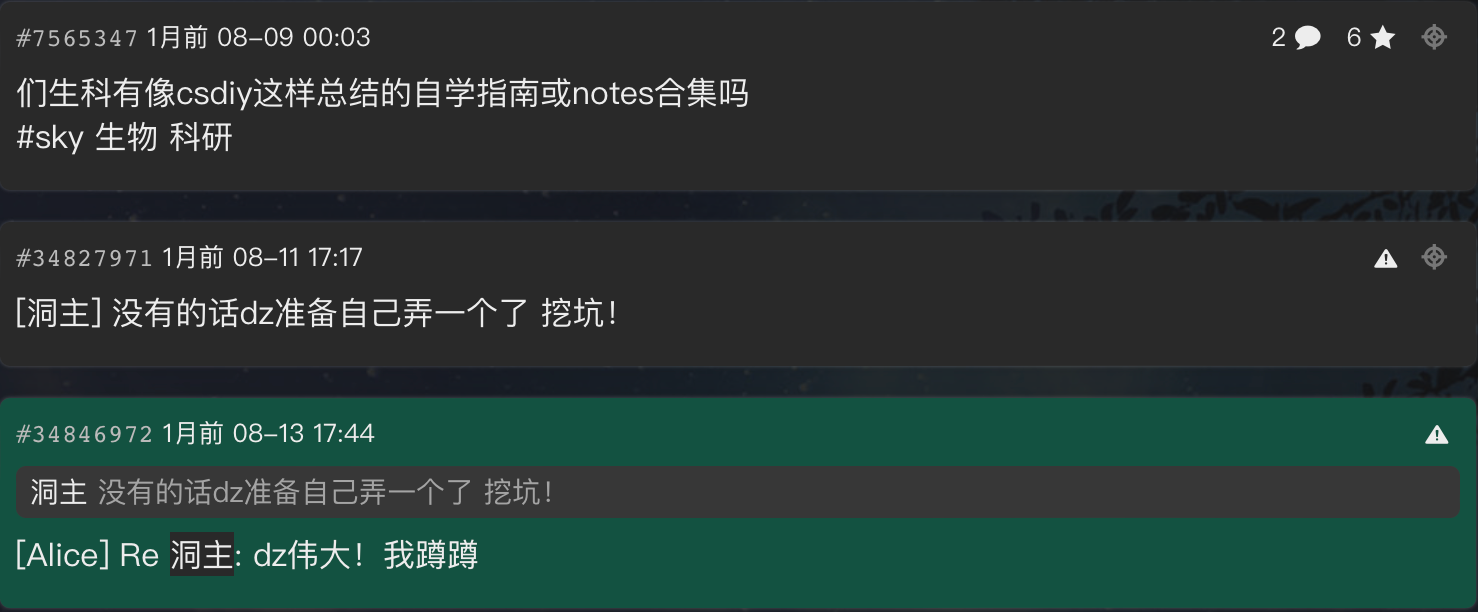 #7565347 1月前 08-09 00:03 2 6
们生科有像csdiy这样总结的自学指南或notes合集吗
#sky 生物 科研
#34827971 1月前 08-11 17:17
[洞主] 没有的话dz准备自己弄一个了 挖坑！
#34846972 1月前 08-13 17:44
洞主 没有的话dz准备自己弄一个了 挖坑！
[Alice] Re 洞主: dz伟大！我蹲蹲